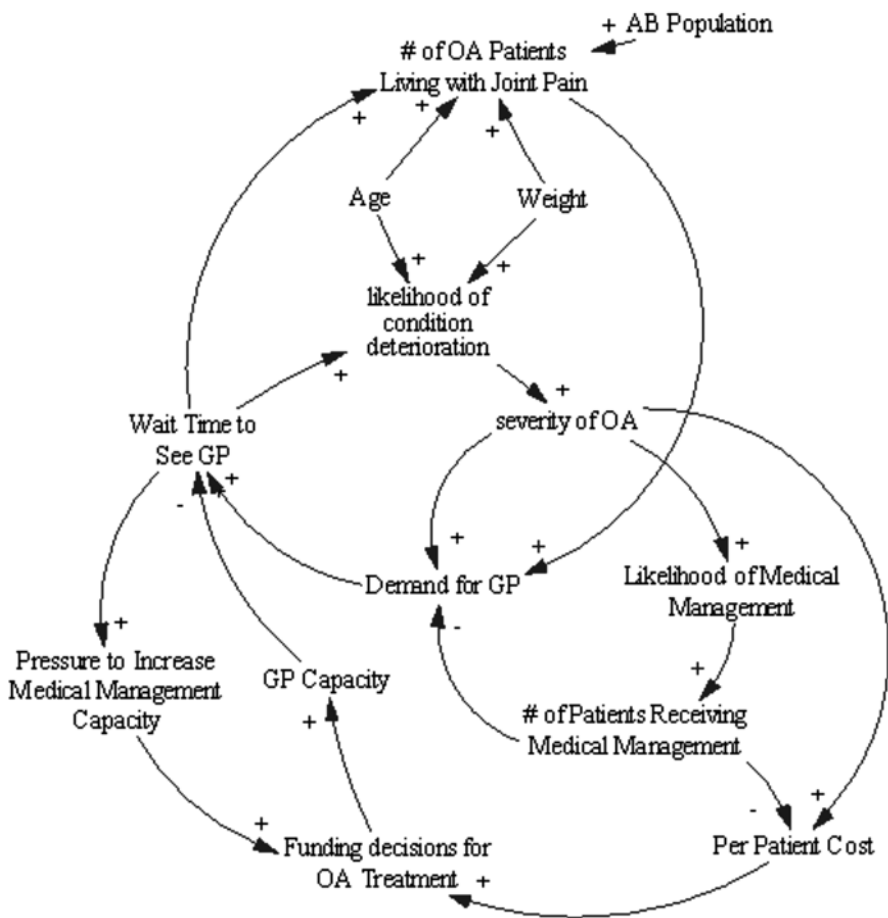 + AB Population
# of OA Patients
Living with Joint Pain
+
+
+
Age
Weight
+
+
likelihood of
condition
deterioration
+
+
Wait Time to
See GP
severity of OA
+
+
-
+
+
Demand for GP
Likelihood of Medical
Management
+
-
+
Pressure to Increase
Medical Management
Capacity
GP Capacity
+
+
# of Patients Receiving
Medical Management
+
-
+
Funding decisions for
OA Treatment
+
Per Patient Cost